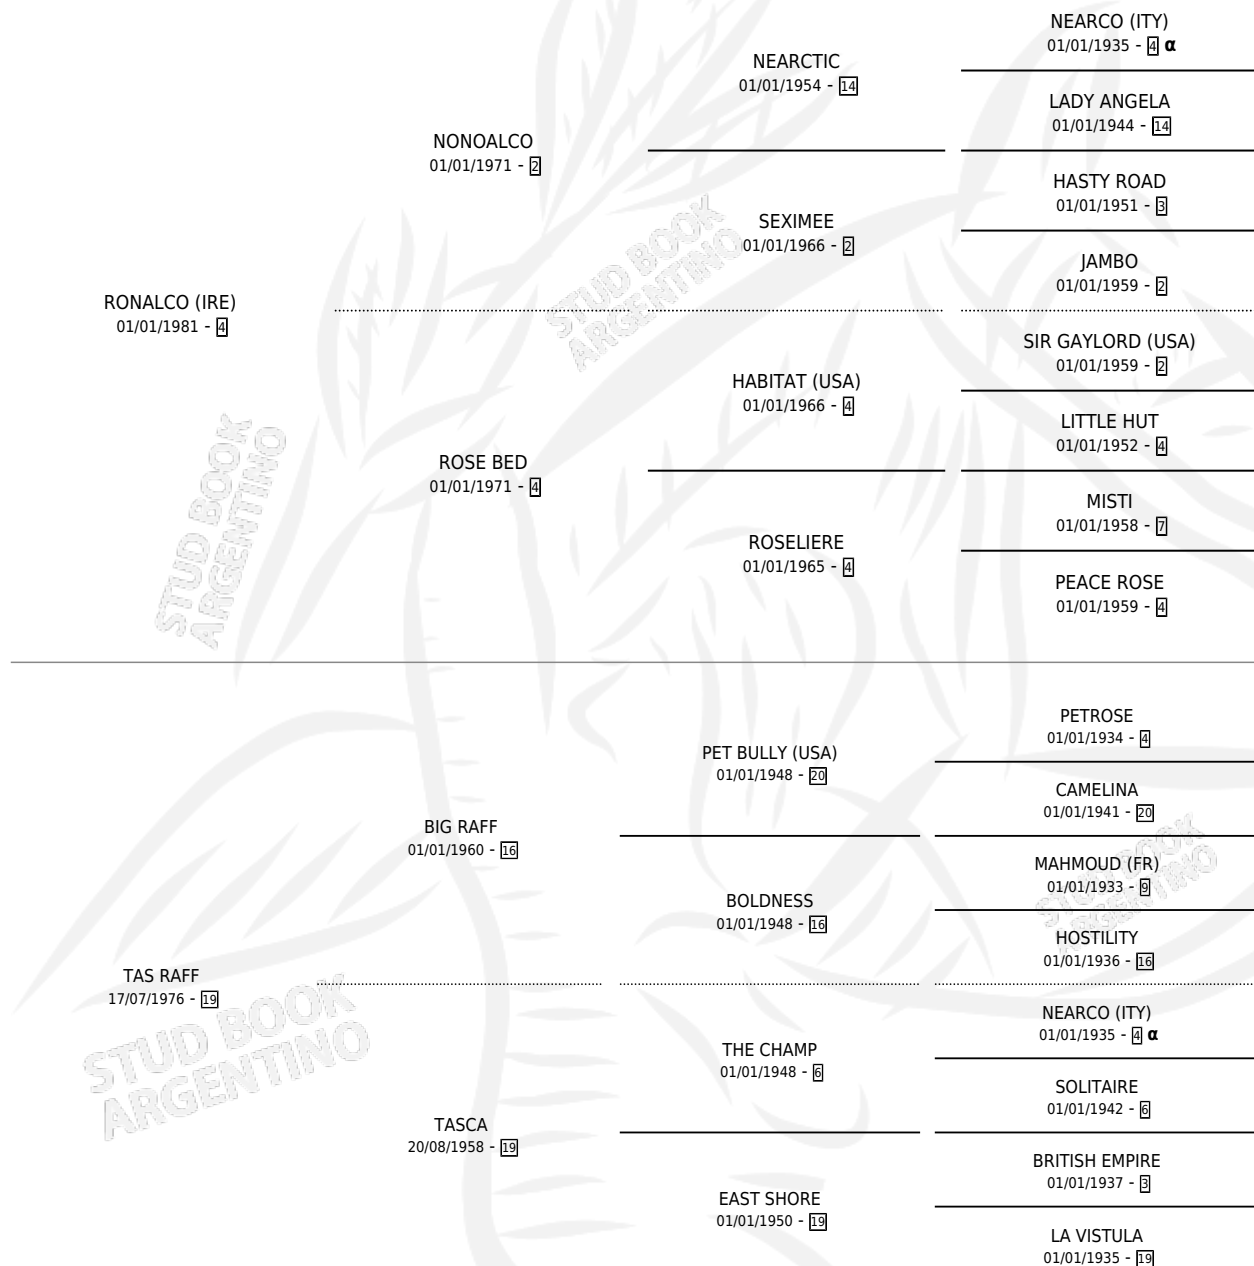 NEARCO (ITY)
01/01/1935 - 4 α
NEARCTIC
01/01/1954 - 14
LADY ANGELA
01/01/1944 - 14
NONOALCO
01/01/1971 - 2
HASTY ROAD
01/01/1951 - 3
SEXIMEE
01/01/1966 - 2
JAMBO
01/01/1959 - 2
STUD BOOK
ARGENTINO
RONALCO (IRE)
01/01/1981 - 4
SIR GAYLORD (USA)
01/01/1959 - 2
HABITAT (USA)
01/01/1966 - 4
LITTLE HUT
01/01/1952 - 4
ROSE BED
01/01/1971 - 4
MISTI
01/01/1958 - 7
ROSELIERE
01/01/1965 - 4
PEACE ROSE
01/01/1959 - 4
STUD BOOK
ARGENTINO
PETROSE
01/01/1934 - 4
PET BULLY (USA)
01/01/1948 - 20
CAMELINA
01/01/1941 - 20
BIG RAFF
01/01/1960 - 16
MAHMOUD (FR)
01/01/1933 - 9
BOLDNESS
01/01/1948 - 16
HOSTILITY
01/01/1936 - 16
STUD BOOK
ARGENTINO
TAS RAFF
17/07/1976 - 19
NEARCO (ITY)
01/01/1935 - 4 α
THE CHAMP
01/01/1948 - 6
SOLITAIRE
01/01/1942 - 6
TASCA
20/08/1958 - 19
BRITISH EMPIRE
01/01/1937 - 3
EAST SHORE
01/01/1950 - 19
LA VISTULA
01/01/1935 - 19
STUD BOOK
ARGENTINO